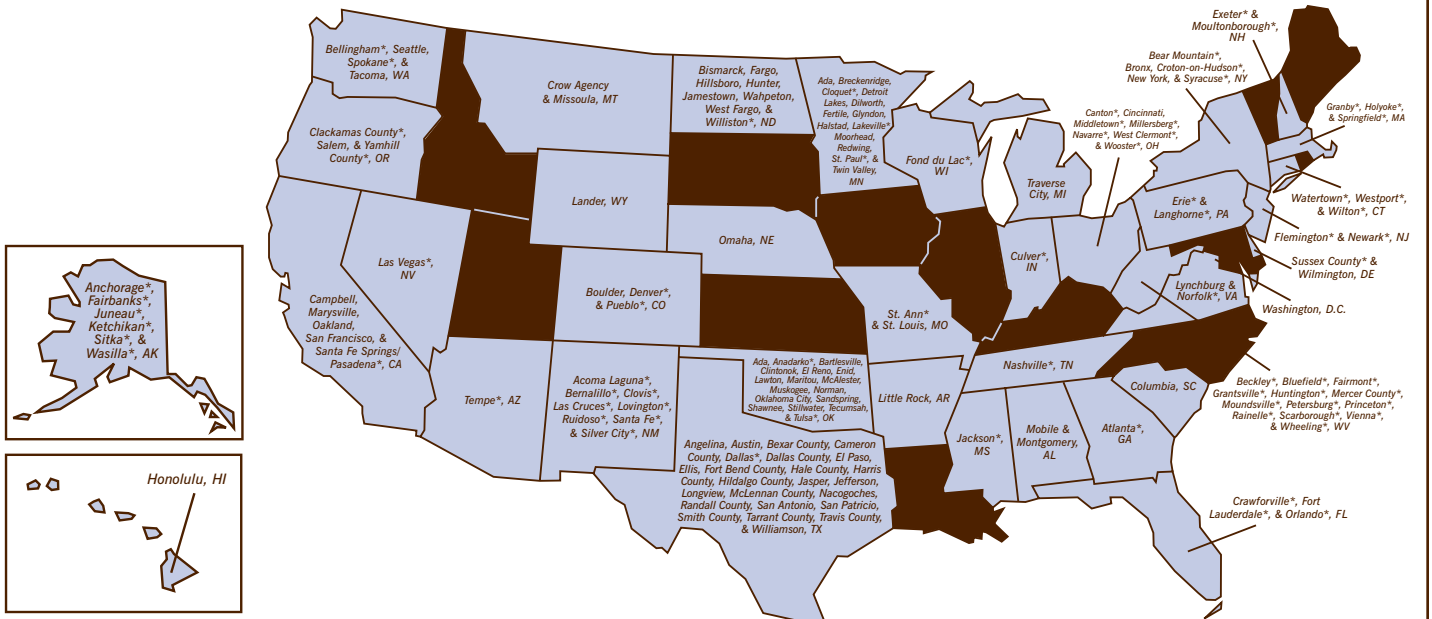 Bellingham*, Seattle,
Spokane*, &
Tacoma, WA
Clackamas County*,
Salem, & Yamhill
County*, OR
Crow Agency
& Missoula, MT
Bismarck, Fargo,
Hillsboro, Hunter,
Jamestown, Wahpeton,
West Fargo, &
Williston*, ND
Ada, Breckenridge,
Cloquet*, Detroit
Lakes, Dilworth,
Fertile, Glyndon,
Halstad, Lakeville*
Moorhead,
Redwing,
St. Paul*, &
Twin Valley,
MN
Fond du Lac*,
WI
Traverse
City, MI
Canton*, Cincinnati,
Middletown*, Millersberg*,
Navarre*, West Clermont*,
& Wooster*, OH
Bear Mountain*,
Bronx, Croton-on-Hudson*,
New York, & Syracuse*, NY
Exeter* &
Moultonborough*,
NH
Granby*, Holyoke*,
& Springfield*, MA
Watertown*, Westport*,
& Wilton*, CT
Erie* &
Langhorne*, PA
Flemington* & Newark*, NJ
Sussex County* &
Wilmington, DE
Washington, D.C.
Lynchburg &
Norfolk*, VA
Lander, WY
Omaha, NE
Las Vegas*,
NV
Boulder, Denver*,
& Pueblo*, CO
Culver*,
IN
St. Ann*
& St. Louis, MO
Campbell,
Marysville,
Oakland,
San Francisco, &
Santa Fe Springs/
Pasadena*, CA
Tempe*, AZ
Acoma Laguna*,
Bernalillo*, Clovis*,
Las Cruces*, Lovington*,
Ruidoso*, Santa Fe*,
& Silver City*, NM
Ada, Anadarko*, Bartlesville,
Clintonok, El Reno, Enid,
Lawton, Maritou, McAlester,
Muskogee, Norman,
Oklahoma City, Sandspring,
Shawnee, Stillwater, Tecumsah,
& Tulsa*, OK
Angelina, Austin, Bexar County, Cameron
County, Dallas*, Dallas County, El Paso,
Ellis, Fort Bend County, Hale County, Harris
County, Hildalgo County, Jasper, Jefferson,
Longview, McLennan County, Nacogoches,
Randall County, San Antonio, San Patricio,
Smith County, Tarrant County, Travis County,
& Williamson, TX
Little Rock, AR
Nashville*, TN
Columbia, SC
Jackson*,
MS
Mobile &
Montgomery,
AL
Atlanta*,
GA
Beckley*, Bluefield*, Fairmont*,
Grantsville*, Huntington*, Mercer County*,
Moundsville*, Petersburg*, Princeton*,
Rainelle*, Scarborough*, Vienna*,
& Wheeling*, WV
Crawforville*, Fort
Lauderdale*, & Orlando*, FL
Anchorage*,
Fairbanks*,
Juneau*,
Ketchikan*,
Sitka*, &
Wasilla*, AK
Honolulu, HI